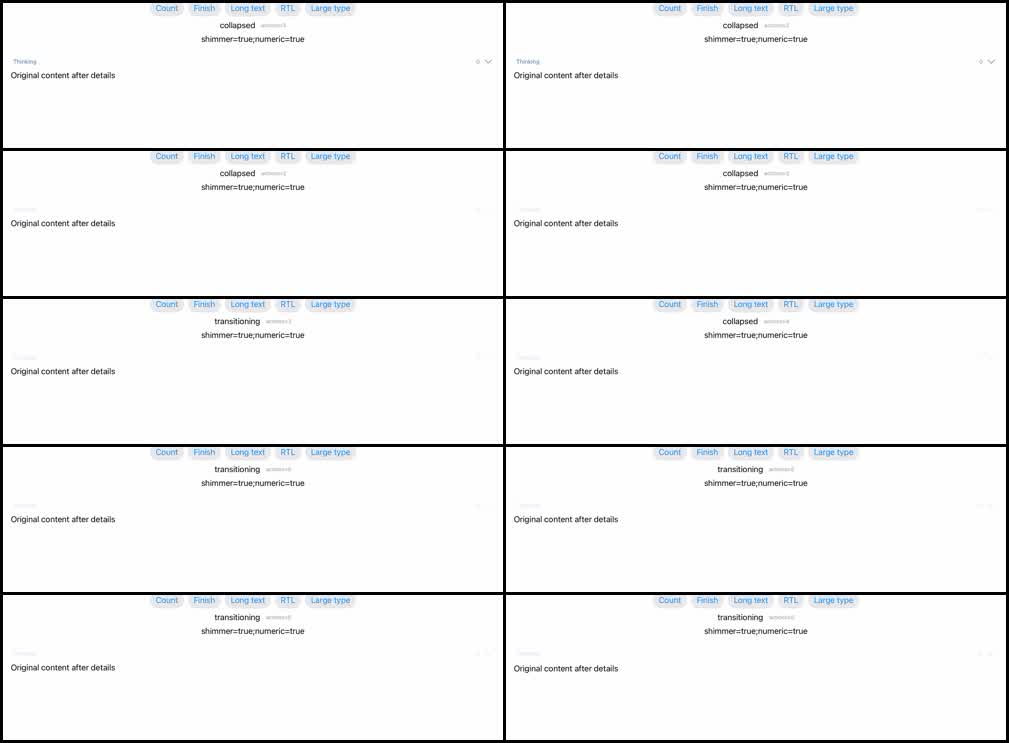 Count Finish Long text RTL Large type
collapsed
shimmer=true;numeric=true
Thinking 0
Original content after details
Count Finish Long text RTL Large type
collapsed
shimmer=true;numeric=true
Thinking 0
Original content after details
Count Finish Long text RTL Large type
collapsed
shimmer=true;numeric=true
Original content after details
Count Finish Long text RTL Large type
collapsed
shimmer=true;numeric=true
Original content after details
Count Finish Long text RTL Large type
transitioning
shimmer=true;numeric=true
Original content after details
Count Finish Long text RTL Large type
collapsed
shimmer=true;numeric=true
Original content after details
Count Finish Long text RTL Large type
transitioning
shimmer=true;numeric=true
Original content after details
Count Finish Long text RTL Large type
transitioning
shimmer=true;numeric=true
Original content after details
Count Finish Long text RTL Large type
transitioning
shimmer=true;numeric=true
Original content after details
Count Finish Long text RTL Large type
transitioning
shimmer=true;numeric=true
Original content after details